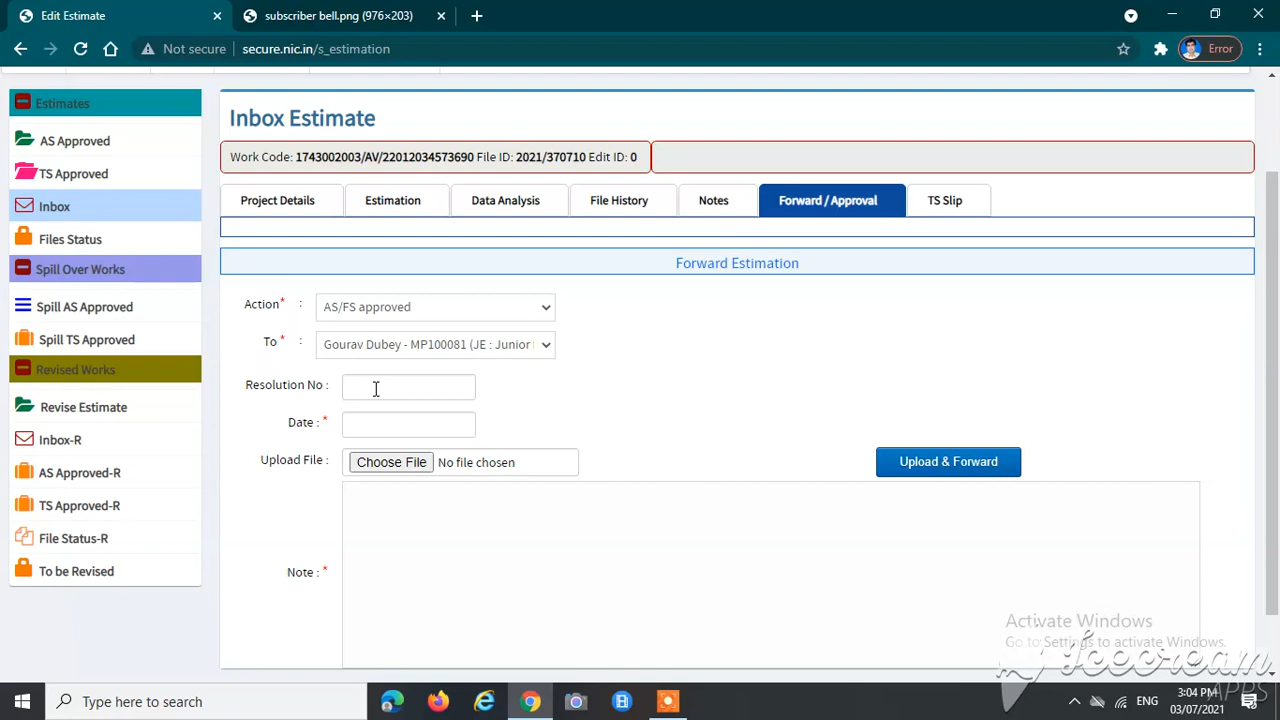 Edit Estimate
subscriber bell.png (976×203)
Not secure
secure.nic.in/s_estimation
Error
Estimates
AS Approved
TS Approved
Inbox
Files Status
Spill Over Works
Spill AS Approved
Spill TS Approved
Revised Works
Revise Estimate
Inbox-R
AS Approved-R
TS Approved-R
File Status-R
To be Revised
Inbox Estimate
Work Code: 1743002003/AV/22012034573690 File ID: 2021/370710 Edit ID: 0
Project Details
Estimation
Data Analysis
File History
Notes
Forward / Approval
TS Slip
Forward Estimation
Action* :
AS/FS approved
To * :
Gourav Dubey - MP100081 (JE : Junior
Resolution No :
Date : *
Upload File :
Choose File No file chosen
Upload & Forward
Note : *
Activate Windows
Go to Settings to activate Windows.
Icecream
APPS
Type here to search
ENG
3:04 PM
03/07/2021